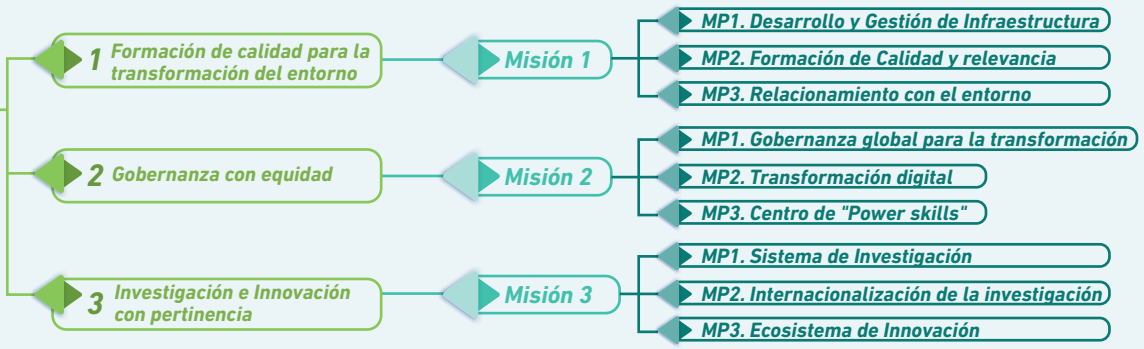 1 Formación de calidad para la
transformación del entorno
Misión 1
MP1. Desarrollo y Gestión de Infraestructura
MP2. Formación de Calidad y relevancia
MP3. Relacionamiento con el entorno
2 Gobernanza con equidad
Misión 2
MP1. Gobernanza global para la transformación
MP2. Transformación digital
MP3. Centro de "Power skills"
3 Investigación e Innovación
con pertinencia
Misión 3
MP1. Sistema de Investigación
MP2. Internacionalización de la investigación
MP3. Ecosistema de Innovación